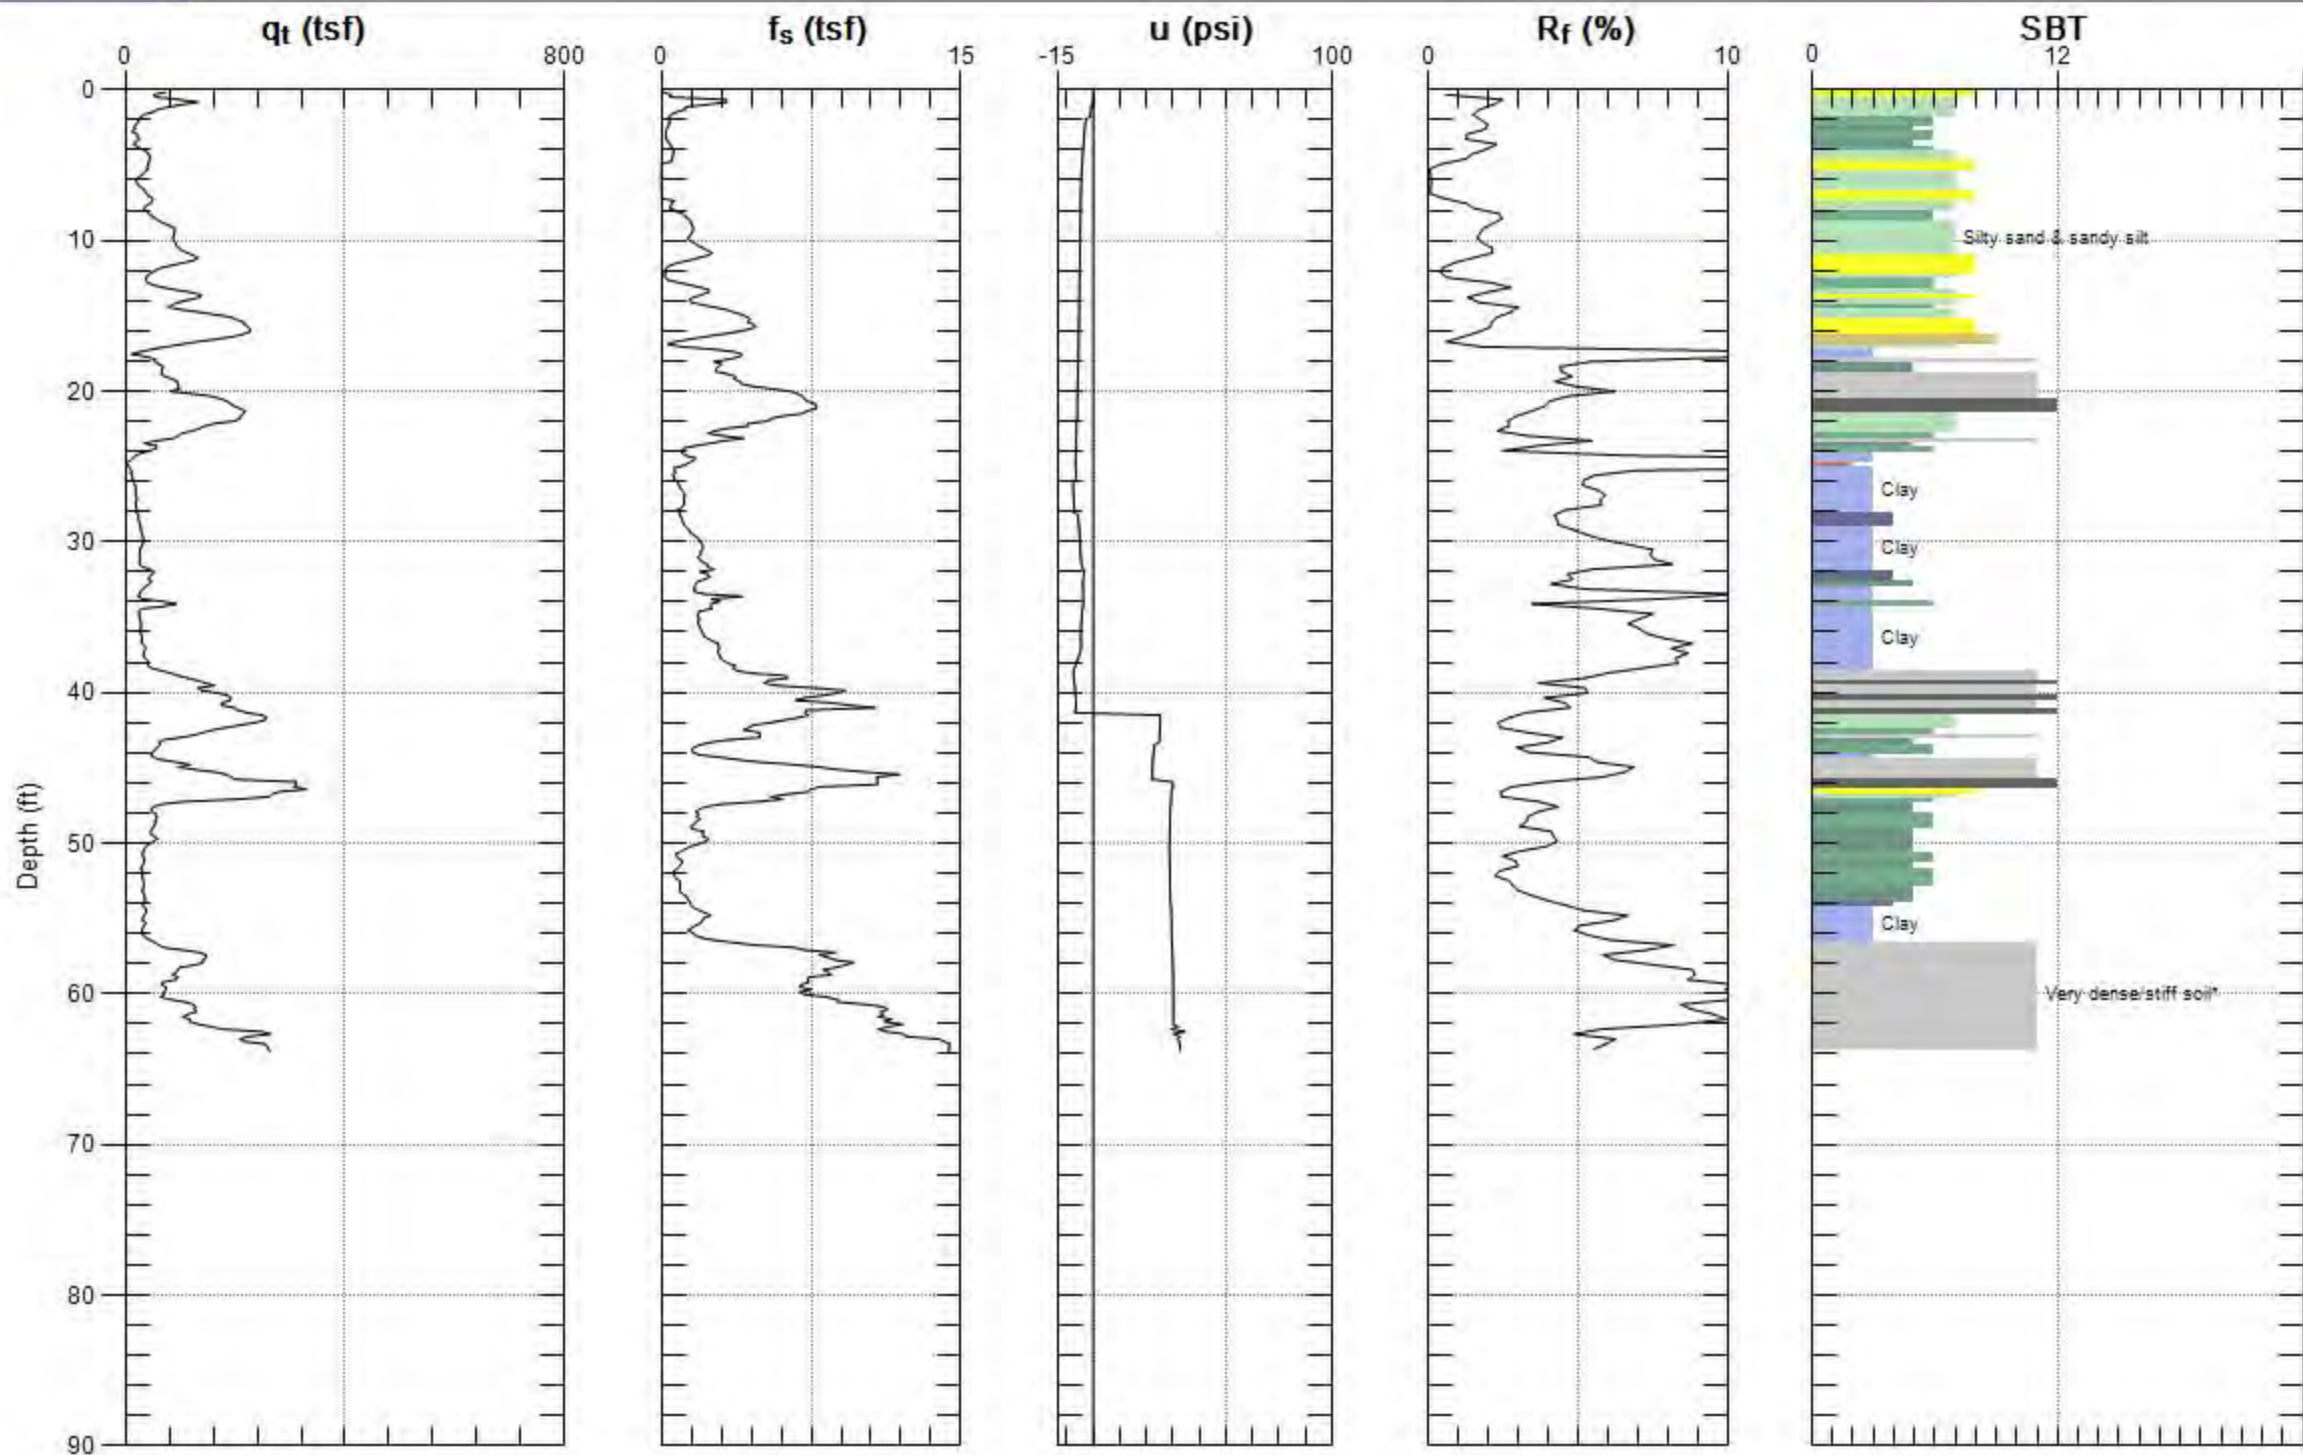 qt (tsf)
fs (tsf)
u (psi)
Rf (%)
SBT
0 800
0 15
-15 100
0 10
0 12
0
10
20
30
40
50
60
70
80
90
Depth (ft)
Silty sand & sandy silt
Clay
Clay
Clay
Clay
Very dense/stiff soil*